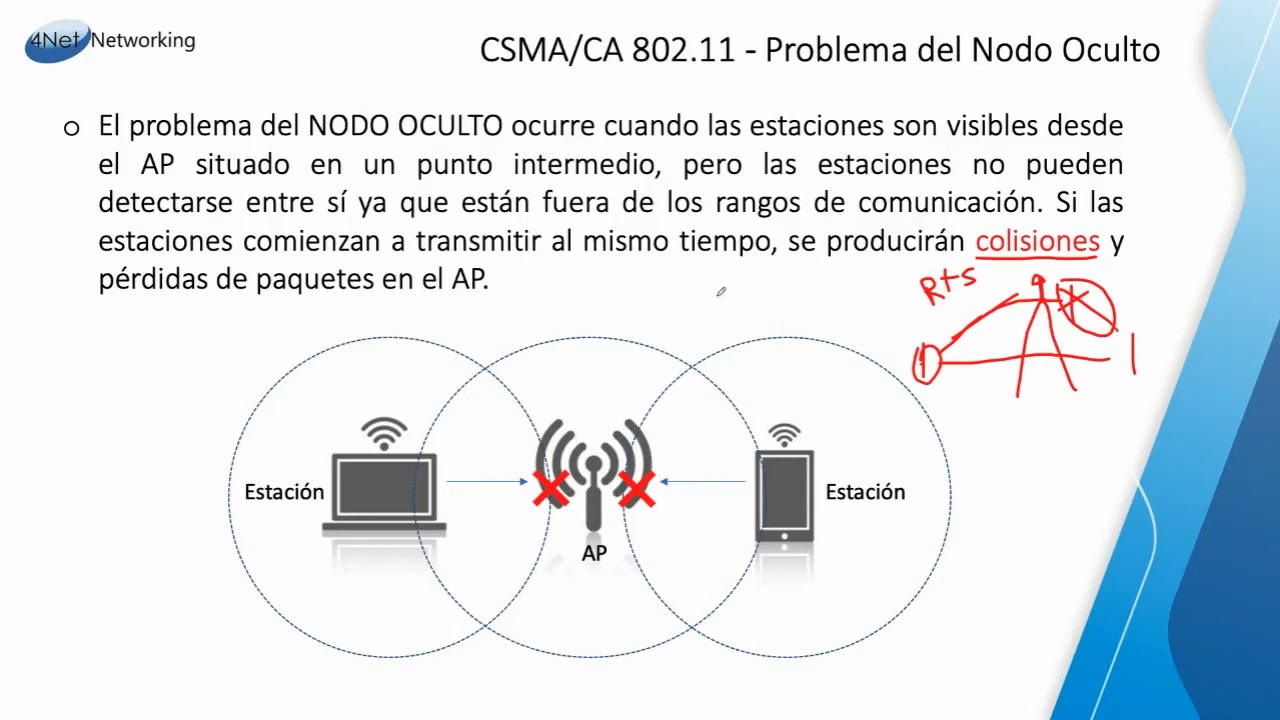 4Net Networking
CSMA/CA 802.11 - Problema del Nodo Oculto
o El problema del NODO OCULTO ocurre cuando las estaciones son visibles desde
el AP situado en un punto intermedio, pero las estaciones no pueden
detectarse entre sí ya que están fuera de los rangos de comunicación. Si las
estaciones comienzan a transmitir al mismo tiempo, se producirán colisiones y
pérdidas de paquetes en el AP.
Rts
Estación
Estación
AP